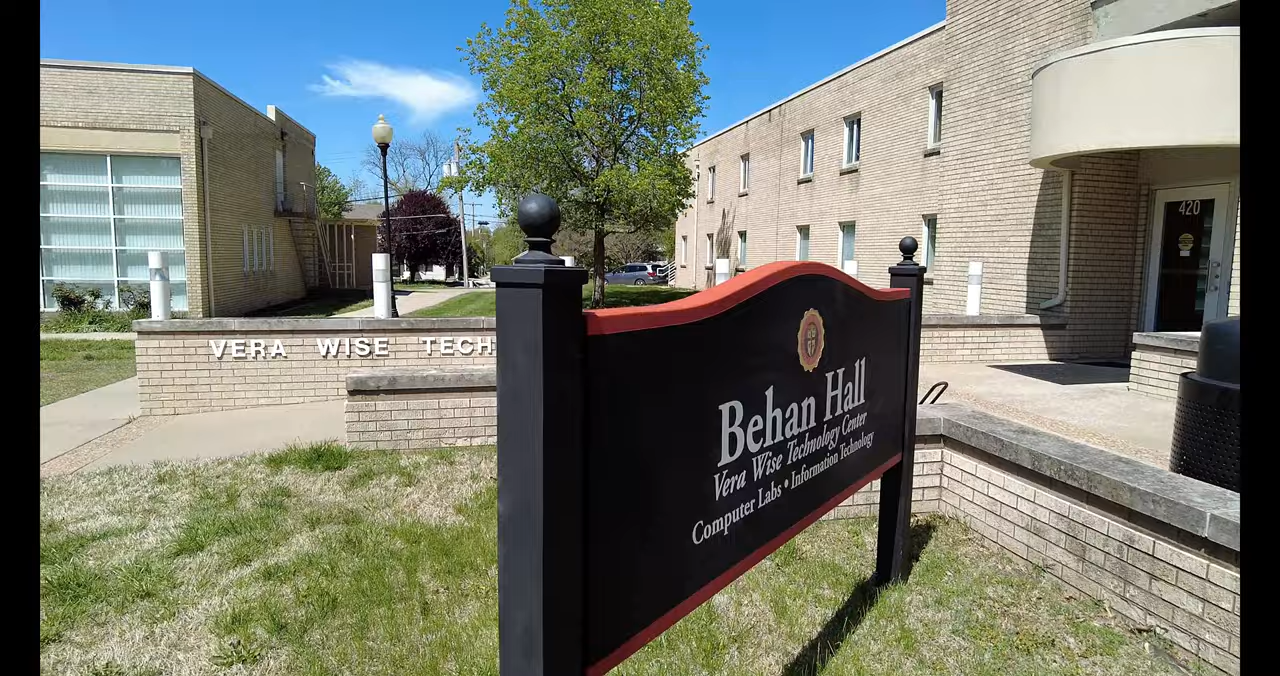 420
VERA WISE TECH
Behan Hall
Vera Wise Technology Center
Computer Labs • Information Technology